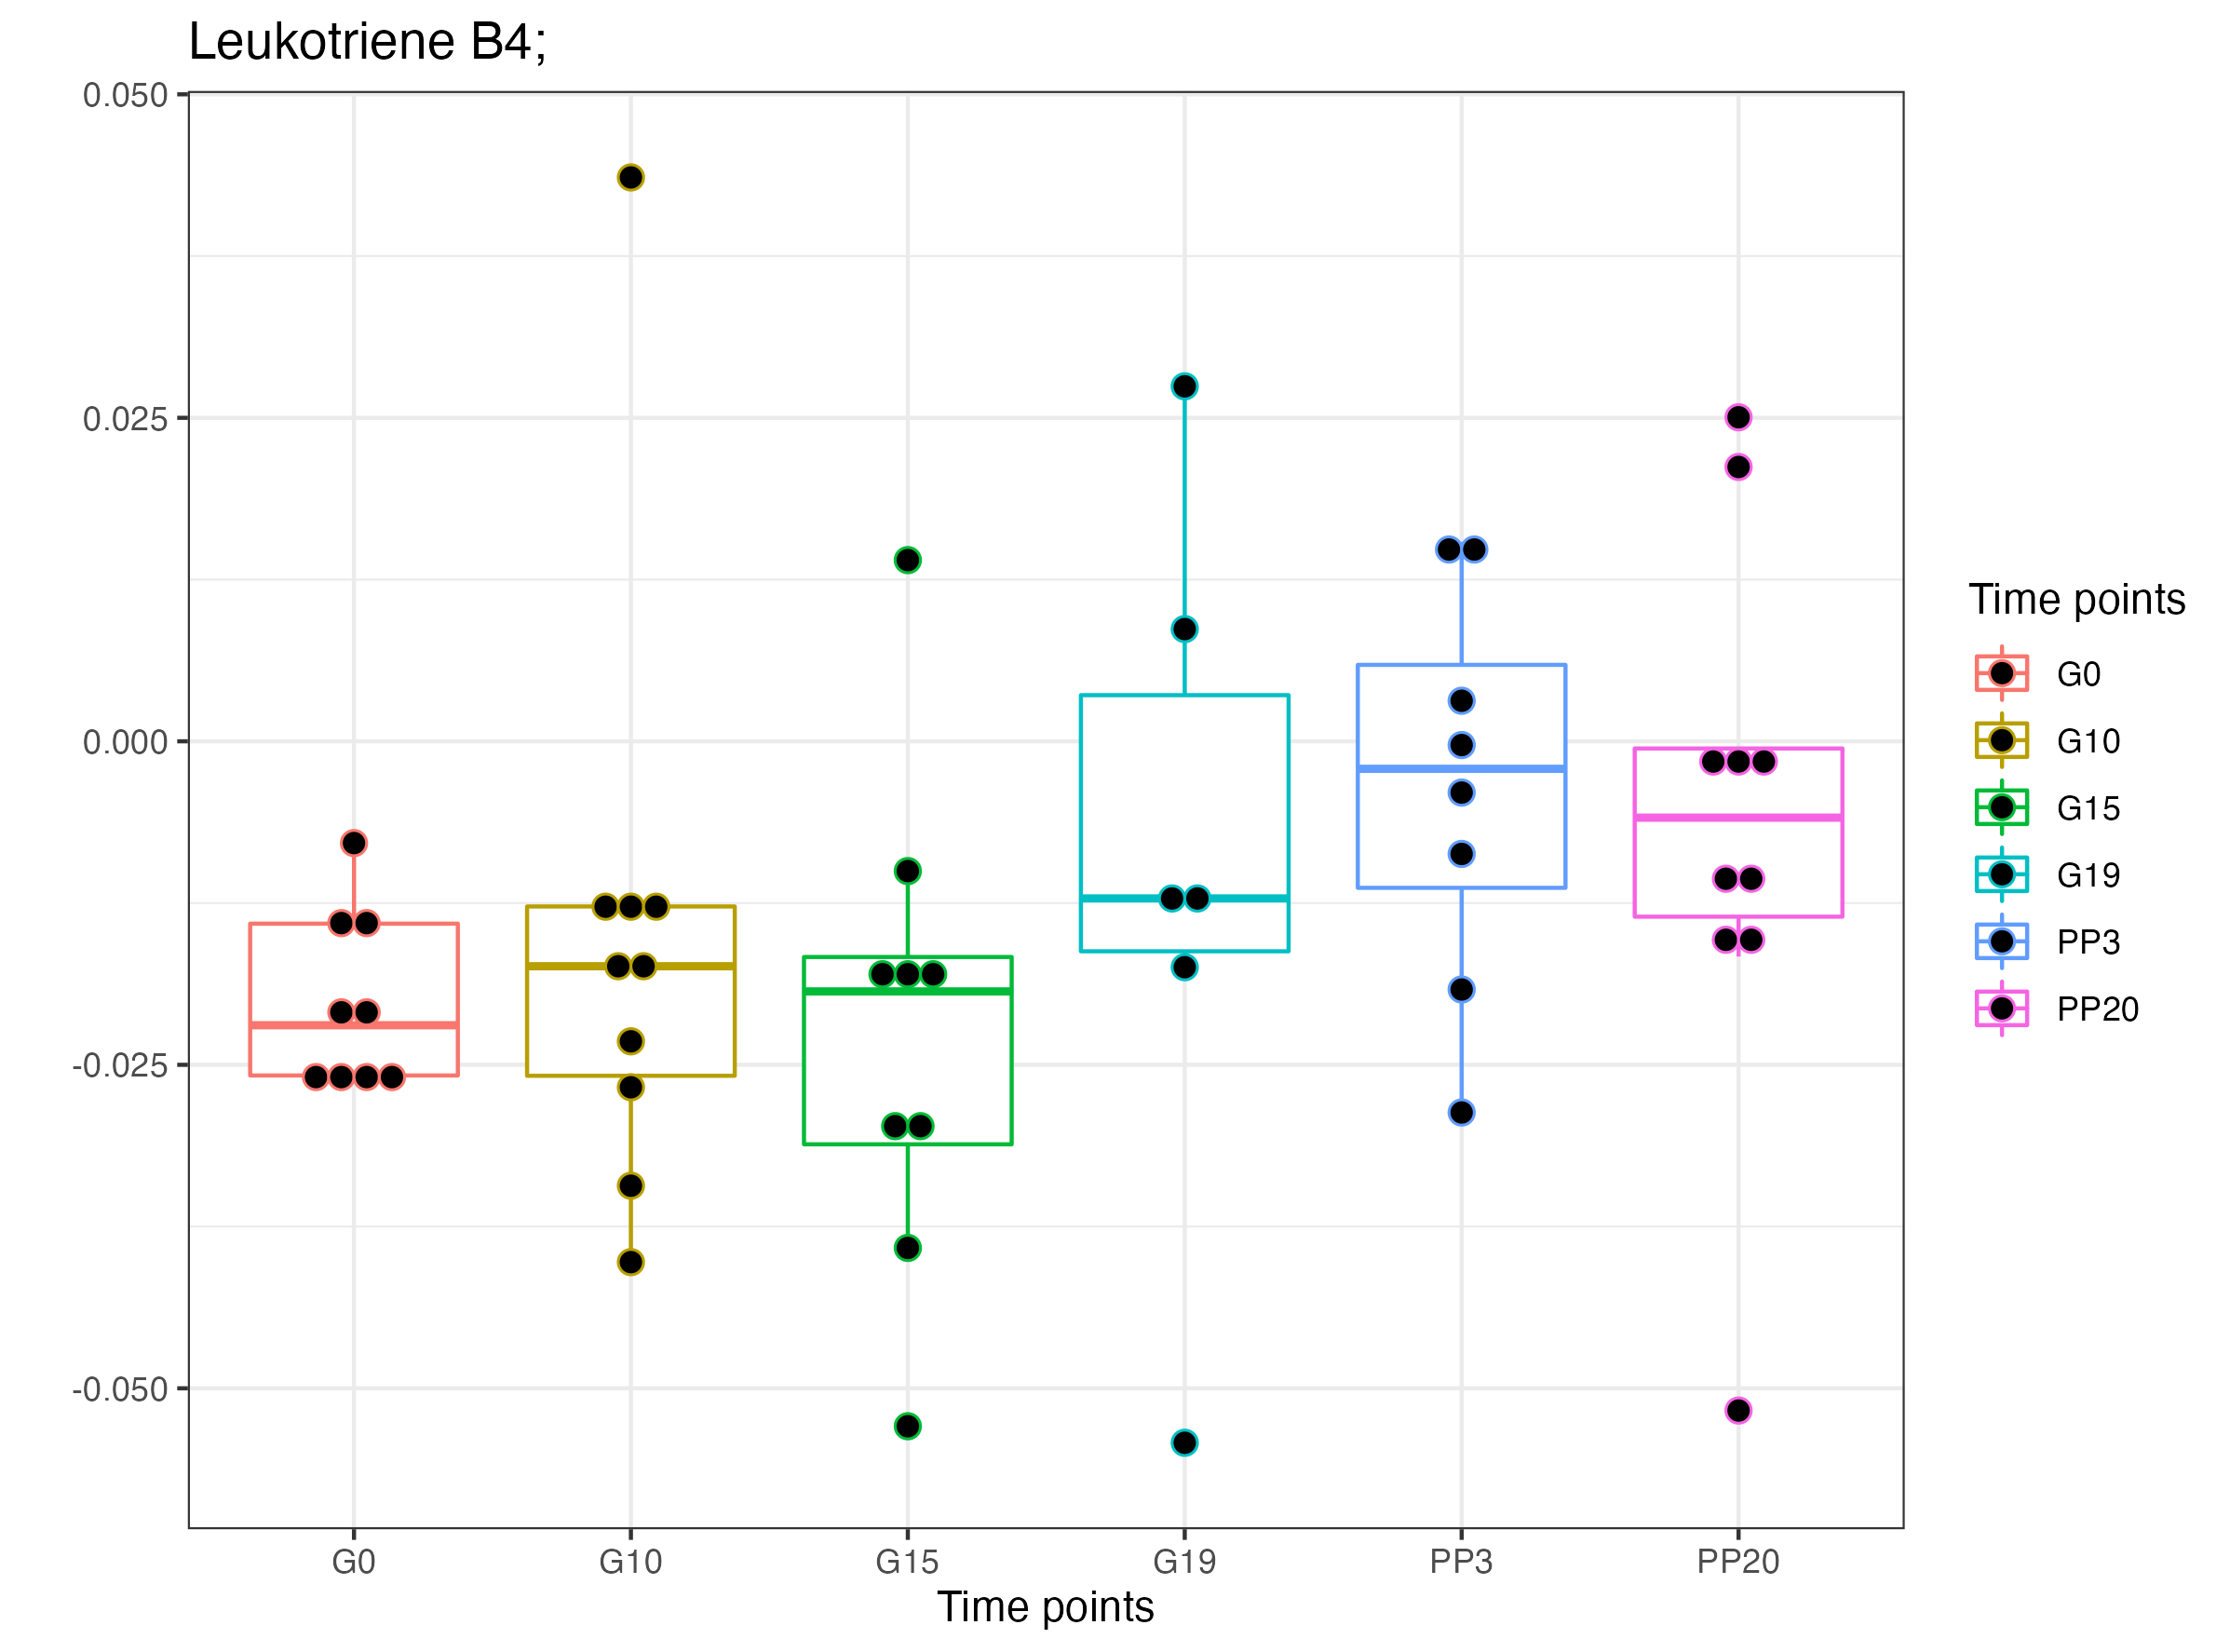 Leukotriene B4;
0.050
0.025
0.000
-0.025
-0.050
G0 G10 G15 G19 PP3 PP20
Time points
Time points
G0
G10
G15
G19
PP3
PP20